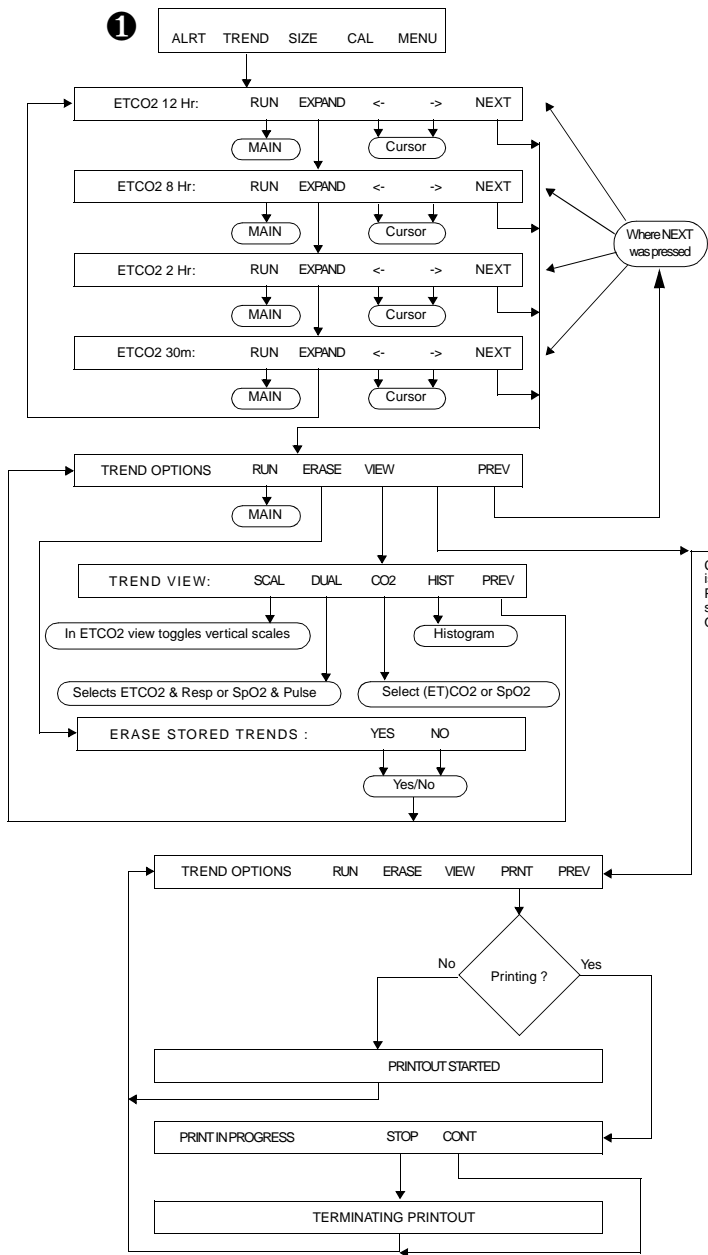 ❶
ALRT TREND SIZE CAL MENU
ETCO2 12 Hr: RUN EXPAND <- -> NEXT
MAIN Cursor
ETCO2 8 Hr: RUN EXPAND <- -> NEXT
MAIN Cursor
Where NEXT
was pressed
ETCO2 2 Hr: RUN EXPAND <- -> NEXT
MAIN Cursor
ETCO2 30m: RUN EXPAND <- -> NEXT
MAIN Cursor
TREND OPTIONS RUN ERASE VIEW PREV
MAIN
TREND VIEW: SCAL DUAL CO2 HIST PREV
In ETCO2 view toggles vertical scales
Histogram
Selects ETCO2 & Resp or SpO2 & Pulse
Select (ET)CO2 or SpO2
ERASE STORED TRENDS : YES NO
Yes/No
TREND OPTIONS RUN ERASE VIEW PRNT PREV
No Printing ? Yes
PRINTOUT STARTED
PRINT IN PROGRESS STOP CONT
TERMINATING PRINTOUT